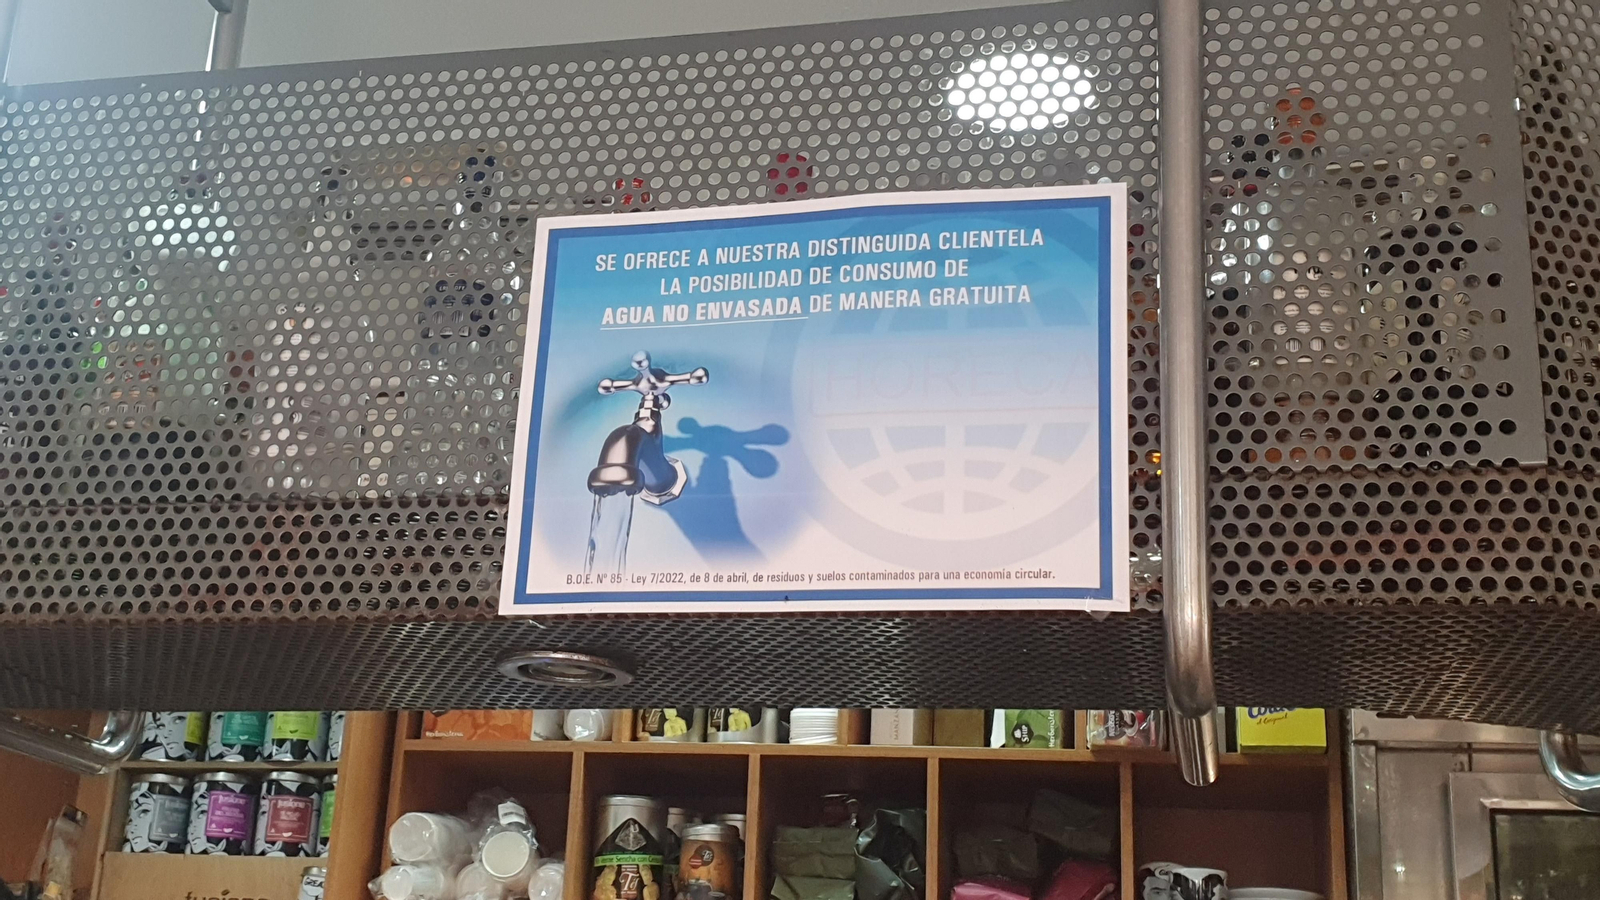 SE OFRECE A NUESTRA DISTINGUIDA CLIENTELA
LA POSIBILIDAD DE CONSUMO DE
AGUA NO ENVASADA DE MANERA GRATUITA
HORECA
B.O.E. Nº 85 - Ley 7/2022, de 8 de abril, de residuos y suelos contaminados para una economía circular.